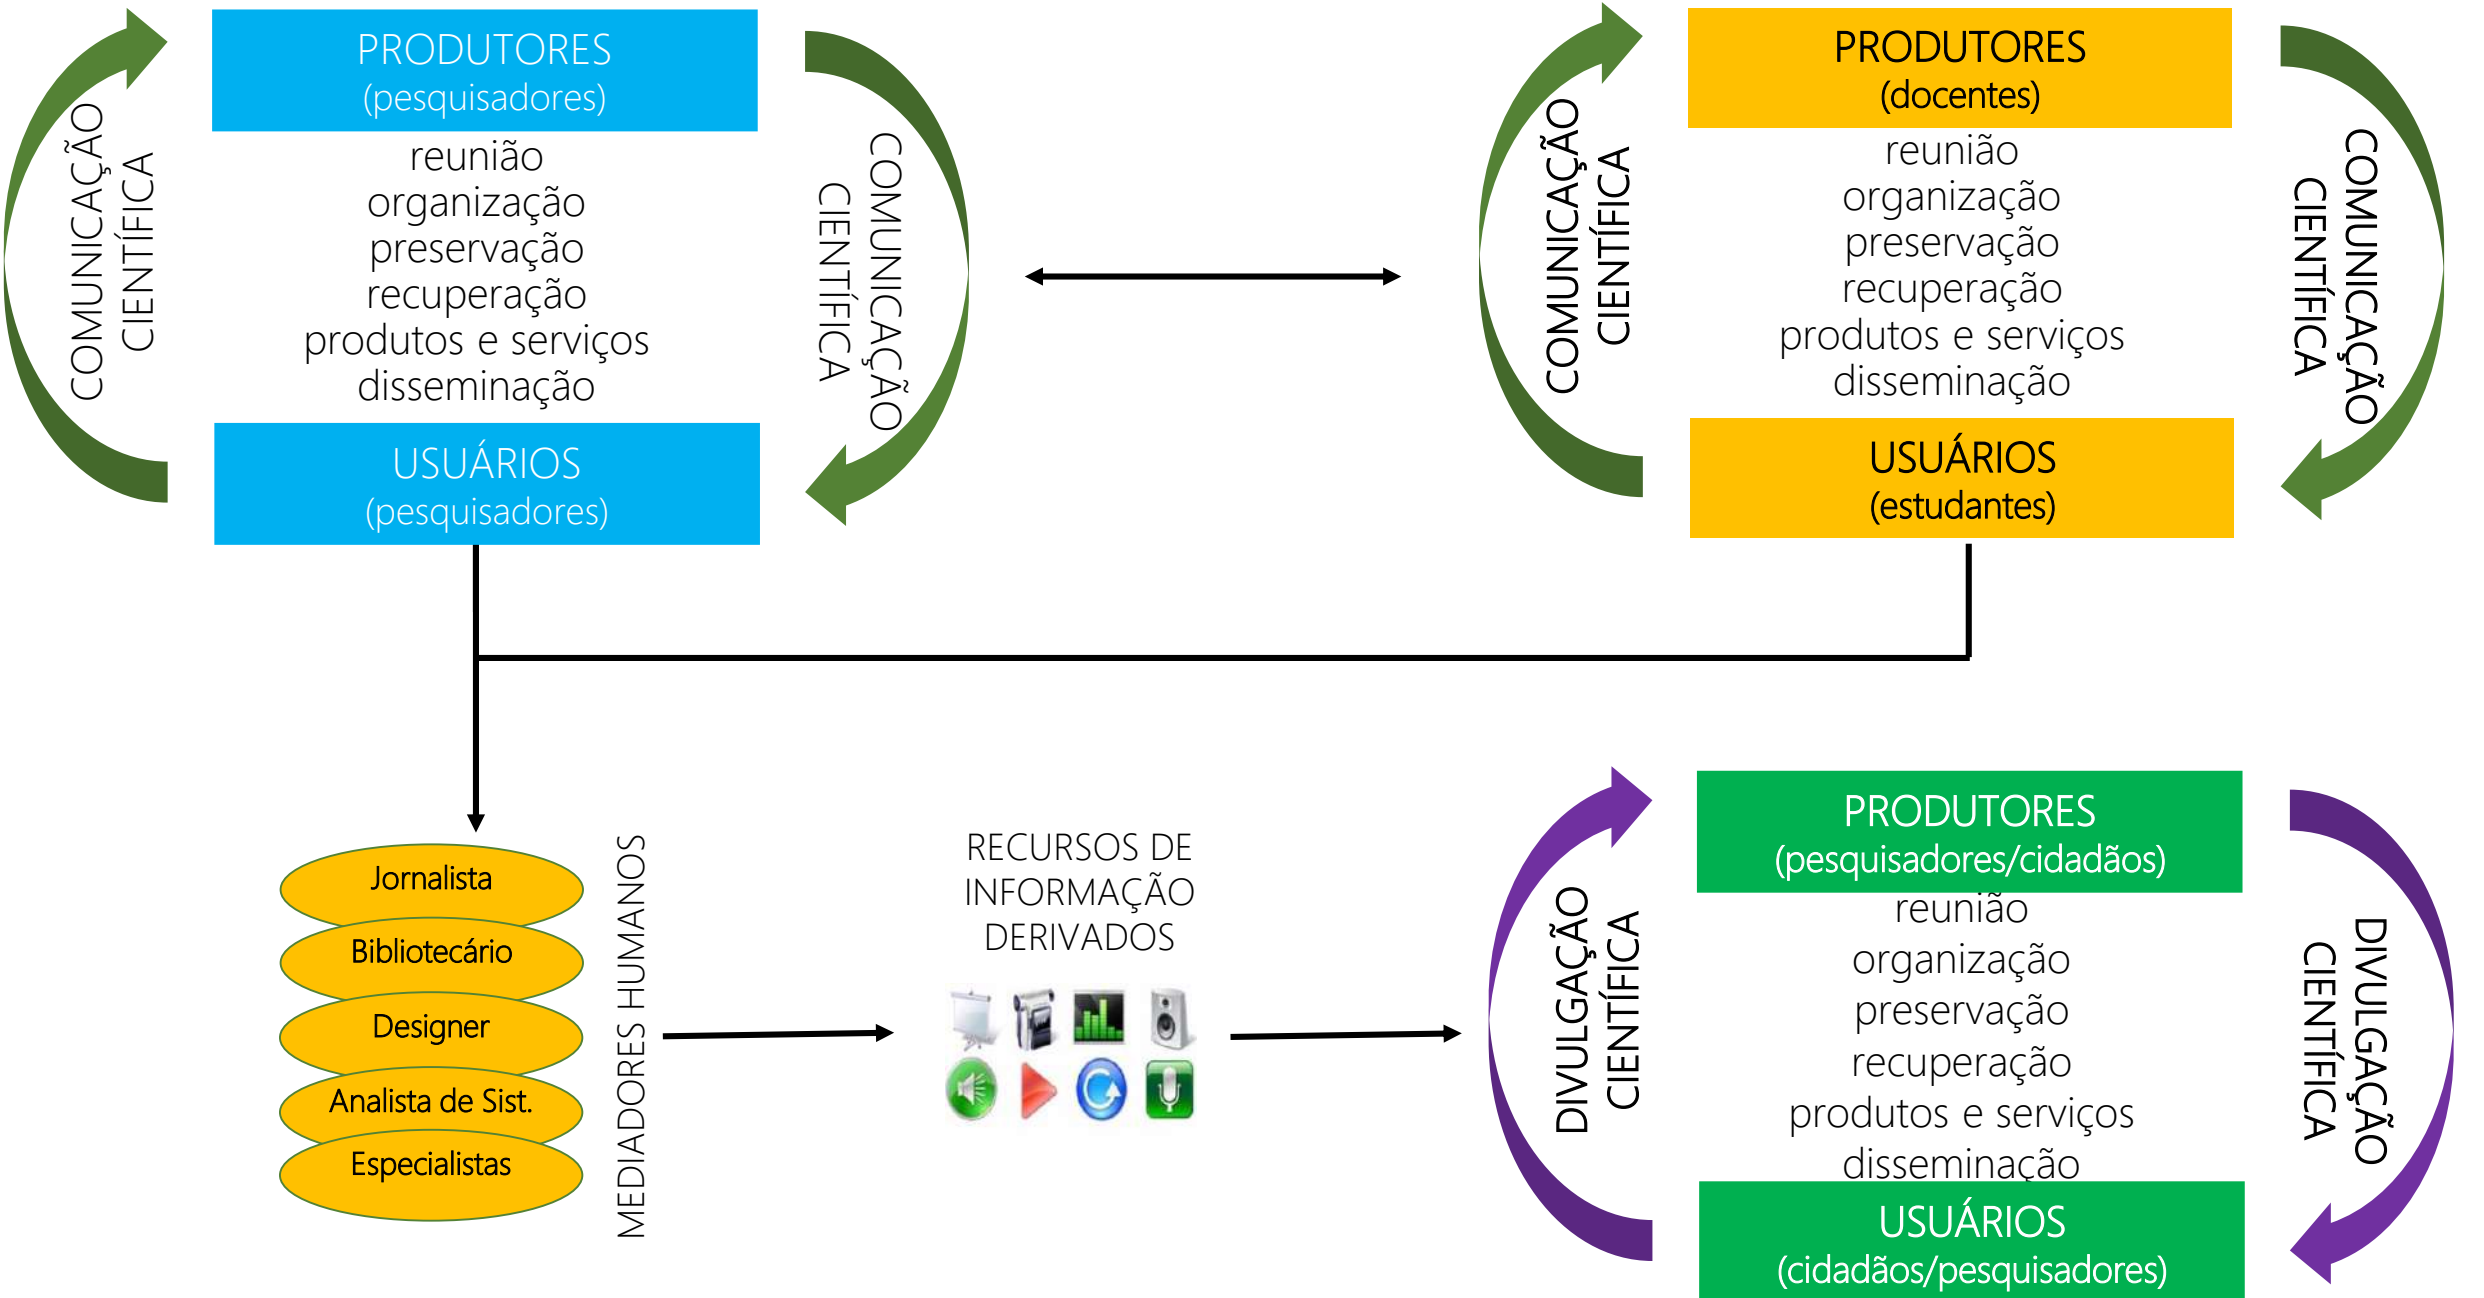 COMUNICAÇÃO
CIENTÍFICA
PRODUTORES
(pesquisadores)
reunião
organização
preservação
recuperação
produtos e serviços
disseminação
USUÁRIOS
(pesquisadores)
COMUNICAÇÃO
CIENTÍFICA
COMUNICAÇÃO
CIENTÍFICA
PRODUTORES
(docentes)
reunião
organização
preservação
recuperação
produtos e serviços
disseminação
USUÁRIOS
(estudantes)
COMUNICAÇÃO
CIENTÍFICA
Jornalista
Bibliotecário
Designer
Analista de Sist.
Especialistas
MEDIADORES HUMANOS
RECURSOS DE
INFORMAÇÃO
DERIVADOS
DIVULGAÇÃO
CIENTÍFICA
PRODUTORES
(pesquisadores/cidadãos)
reunião
organização
preservação
recuperação
produtos e serviços
disseminação
USUÁRIOS
(cidadãos/pesquisadores)
DIVULGAÇÃO
CIENTÍFICA